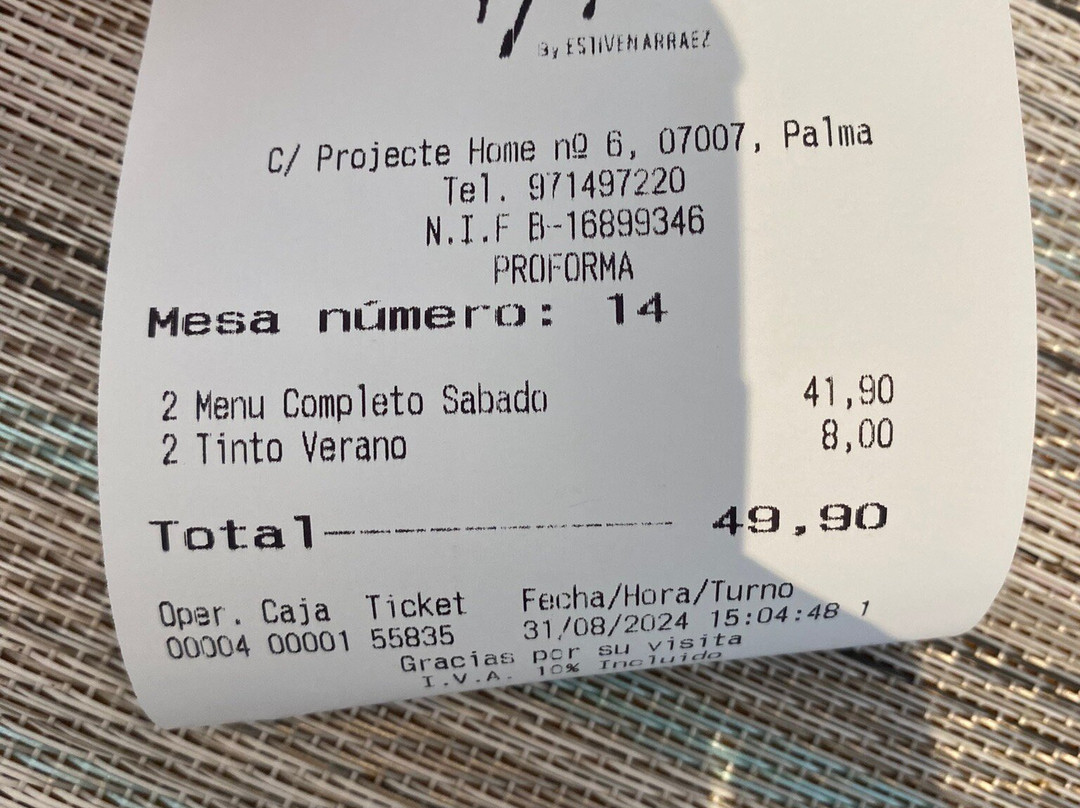 By ESTIVEN ARRAEZ
C/ Projecte Home nº 6, 07007, Palma
Tel. 971497220
N.I.F B-16899346
PROFORMA
Mesa número: 14
2 Menu Completo Sabado 41,90
2 Tinto Verano 8,00
Total 49,90
Oper. Caja Ticket Fecha/Hora/Turno
00004 00001 55835 31/08/2024 15:04:48 1
Gracias por su visita
I.V.A. 10% Incluido